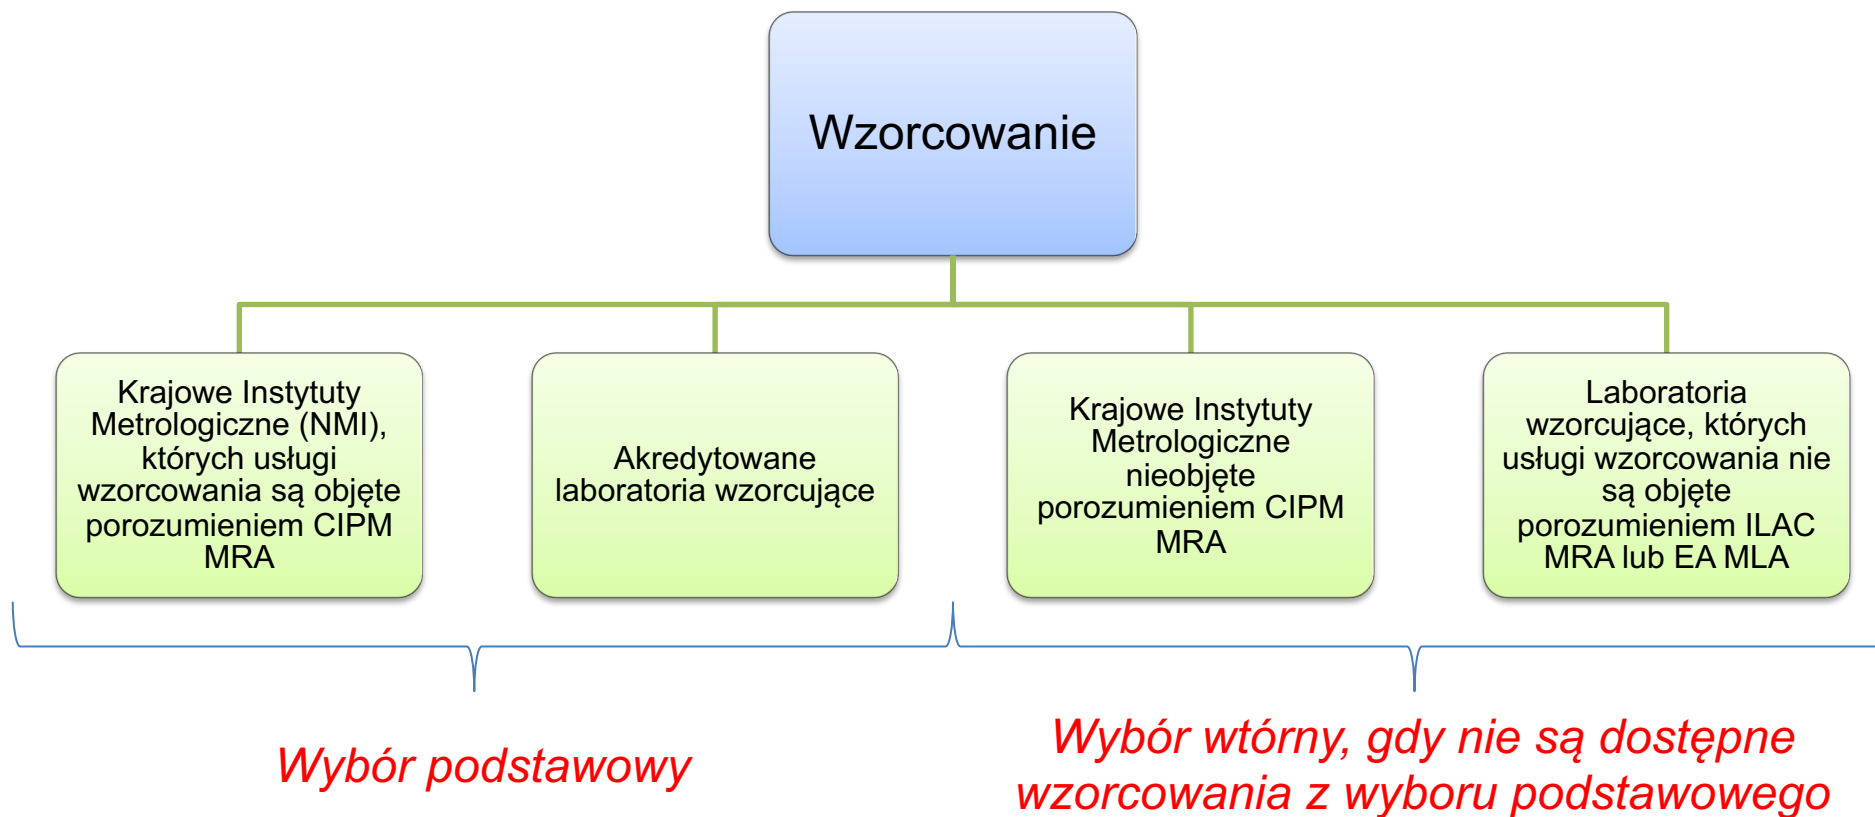 Wzorcowanie
Krajowe Instytuty
Metrologiczne (NMI),
których usługi
wzorcowania są objęte
porozumieniem CIPM
MRA
Akredytowane
laboratoria wzorcujące
Krajowe Instytuty
Metrologiczne
nieobjęte
porozumieniem CIPM
MRA
Laboratoria
wzorcujące, których
usługi wzorcowania nie
są objęte
porozumieniem ILAC
MRA lub EA MLA
Wybór podstawowy
Wybór wtórny, gdy nie są dostępne
wzorcowania z wyboru podstawowego